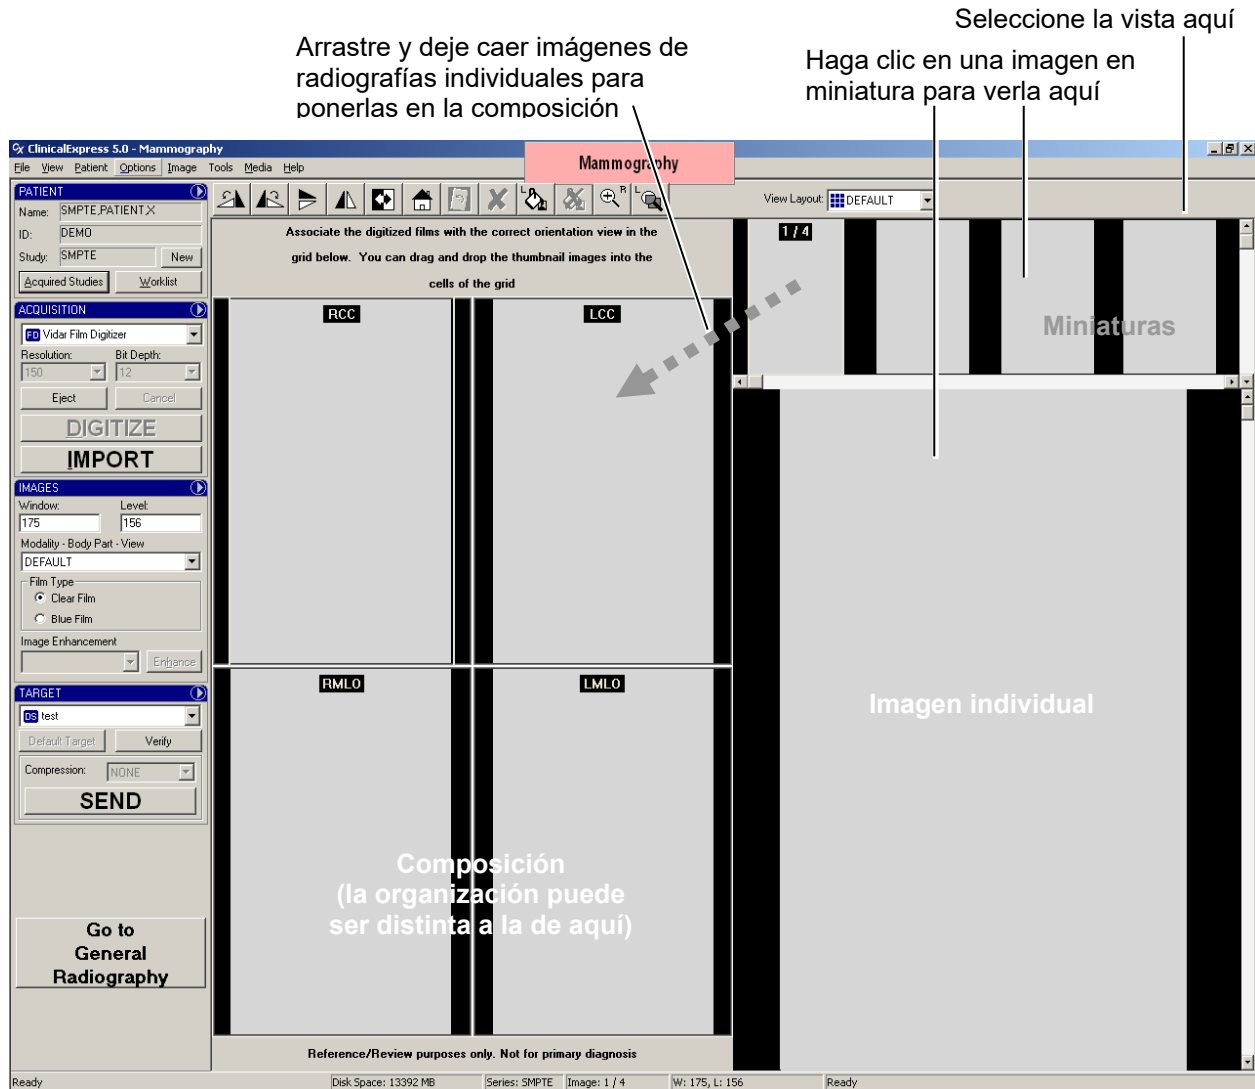 Seleccione la vista aquí
Arrastre y deje caer imágenes de
radiografías individuales para
ponerlas en la composición
Haga clic en una imagen en
miniatura para verla aquí
ClinicalExpress 5.0 - Mammography
File View Patient Options Image Tools Media Help
Mammography
PATIENT
Name: SMPTE,PATIENT,X
ID: DEMO
Study: SMPTE New
Acquired Studies Worklist
View Layout: DEFAULT
Associate the digitized films with the correct orientation view in the
grid below. You can drag and drop the thumbnail images into the
cells of the grid
1 / 4
Miniaturas
ACQUISITION
FD Vidar Film Digitizer
Resolution: Bit Depth:
150 12
Eject Cancel
DIGITIZE
IMPORT
IMAGES
Window: Level:
175 156
Modality - Body Part - View
DEFAULT
Film Type
Clear Film
Blue Film
Image Enhancement
Enhance
TARGET
DS test
Default Target Verify
Compression: NONE
SEND
Go to
General
Radiography
RCC LCC
RMLO LMLO
Composición
(la organización puede
ser distinta a la de aquí)
Imagen individual
Reference/Review purposes only. Not for primary diagnosis
Ready Disk Space: 13392 MB Series: SMPTE Image: 1 / 4 W: 175, L: 156 Ready